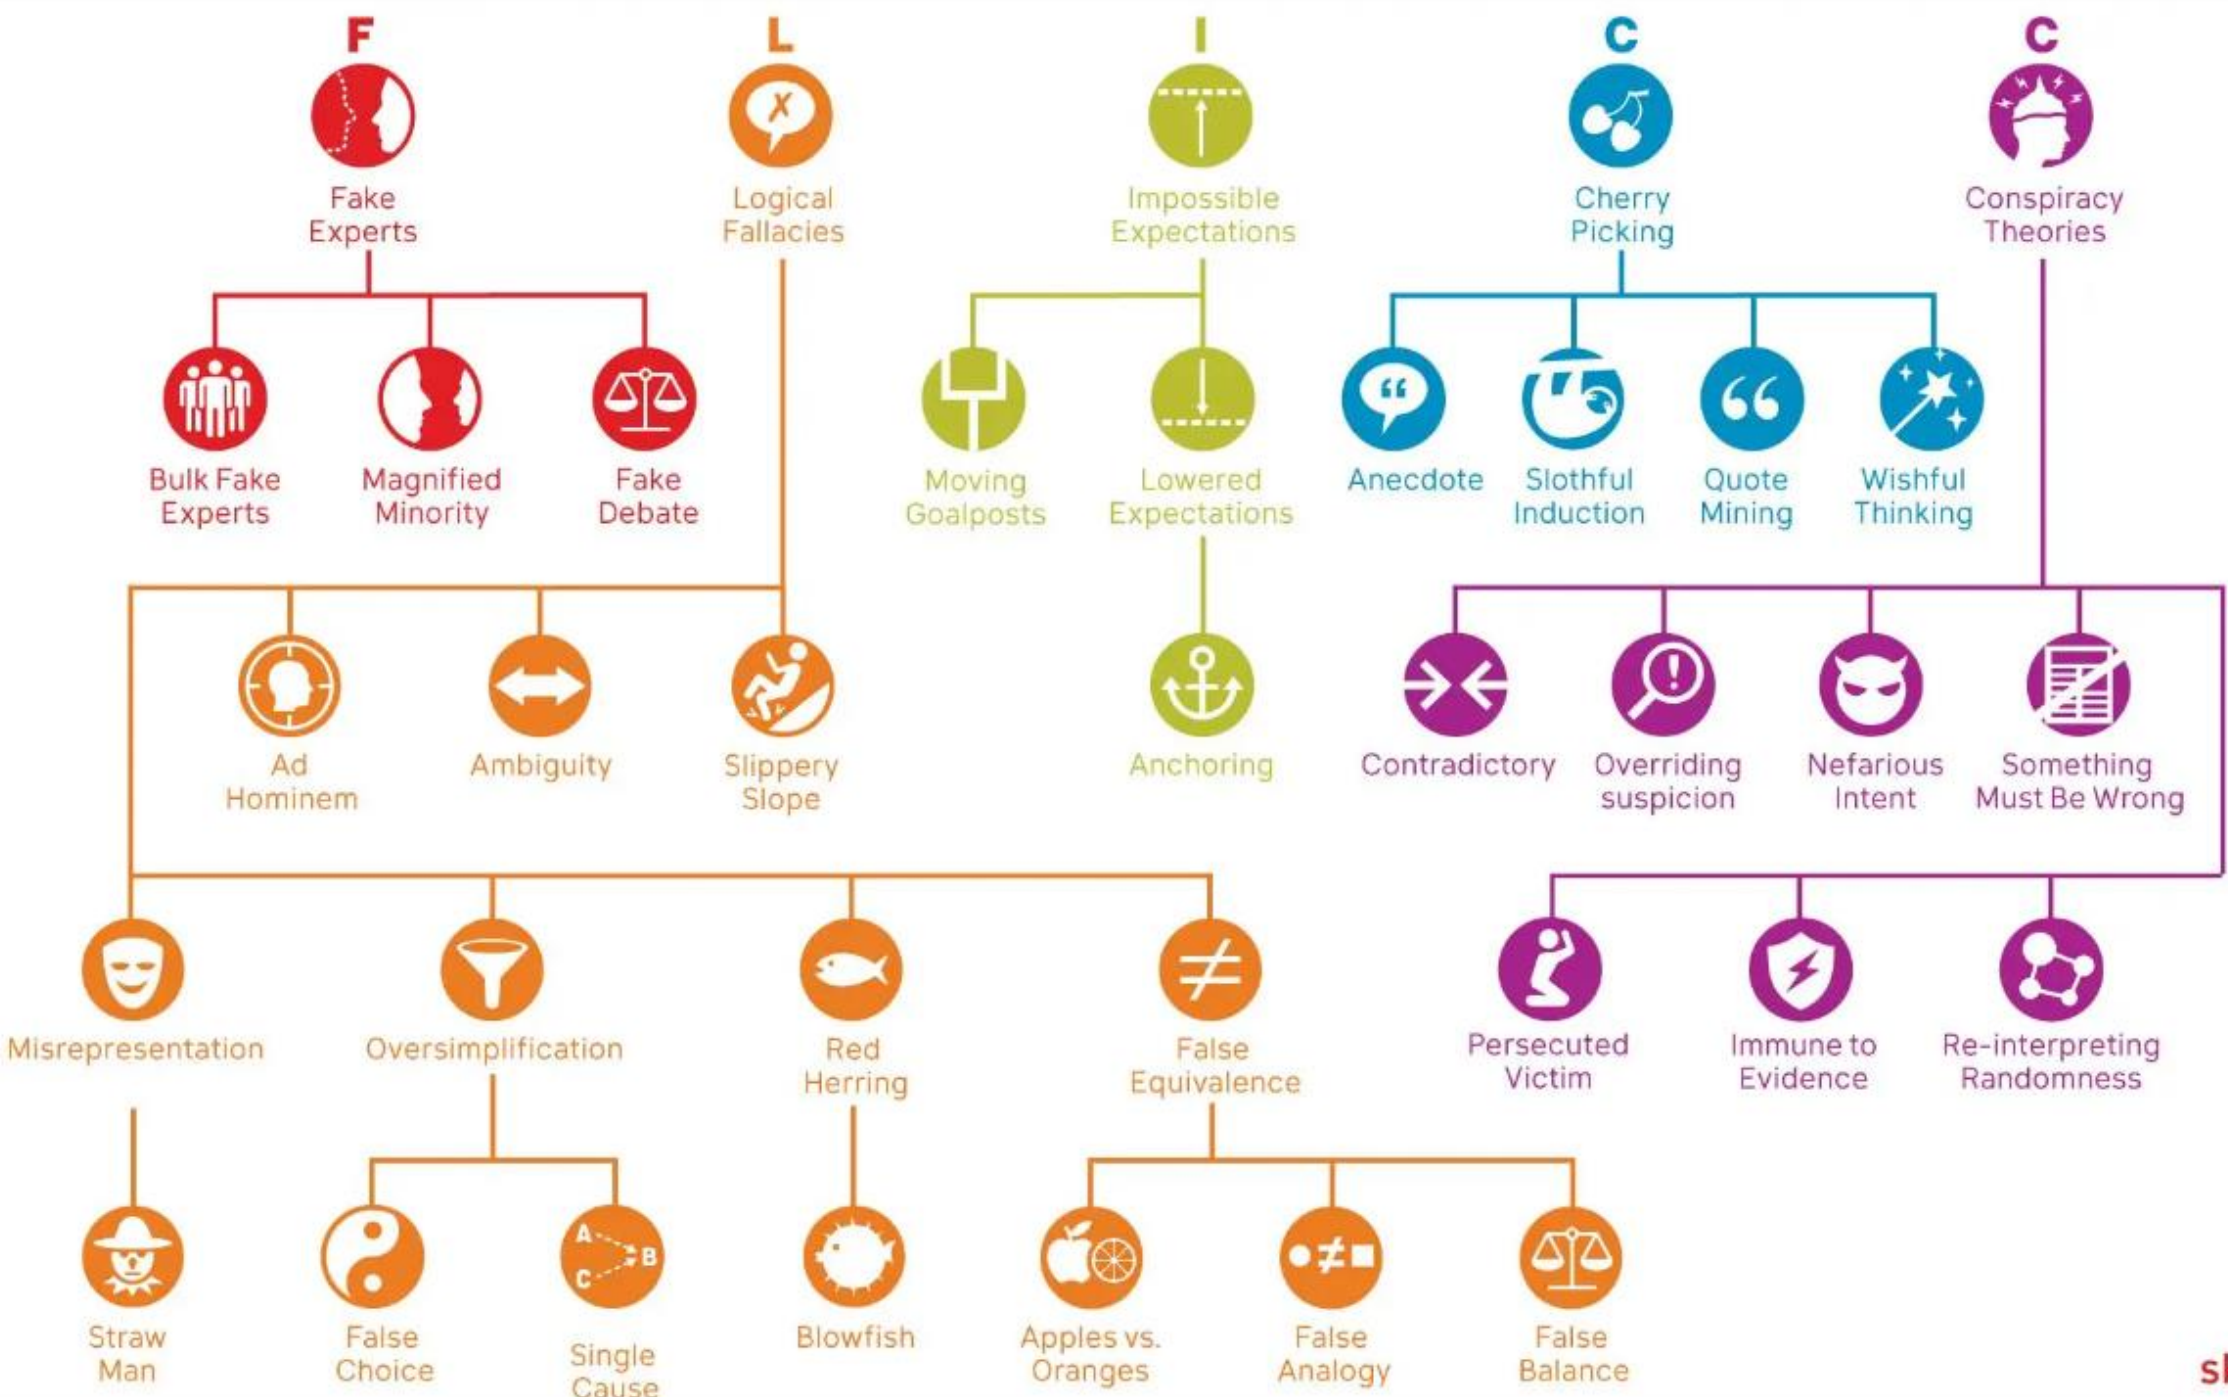 F
L
I
C
C
Fake
Experts
Logical
Fallacies
Impossible
Expectations
Cherry
Picking
Conspiracy
Theories
Bulk Fake
Experts
Magnified
Minority
Fake
Debate
Moving
Goalposts
Lowered
Expectations
Anecdote
Slothful
Induction
Quote
Mining
Wishful
Thinking
Ad
Hominem
Ambiguity
Slippery
Slope
Anchoring
Contradictory
Overriding
suspicion
Nefarious
Intent
Something
Must Be Wrong
Misrepresentation
Oversimplification
Red
Herring
False
Equivalence
Persecuted
Victim
Immune to
Evidence
Re-interpreting
Randomness
A
B
C
Straw
Man
False
Choice
Single
Cause
Blowfish
Apples vs.
Oranges
False
Analogy
False
Balance